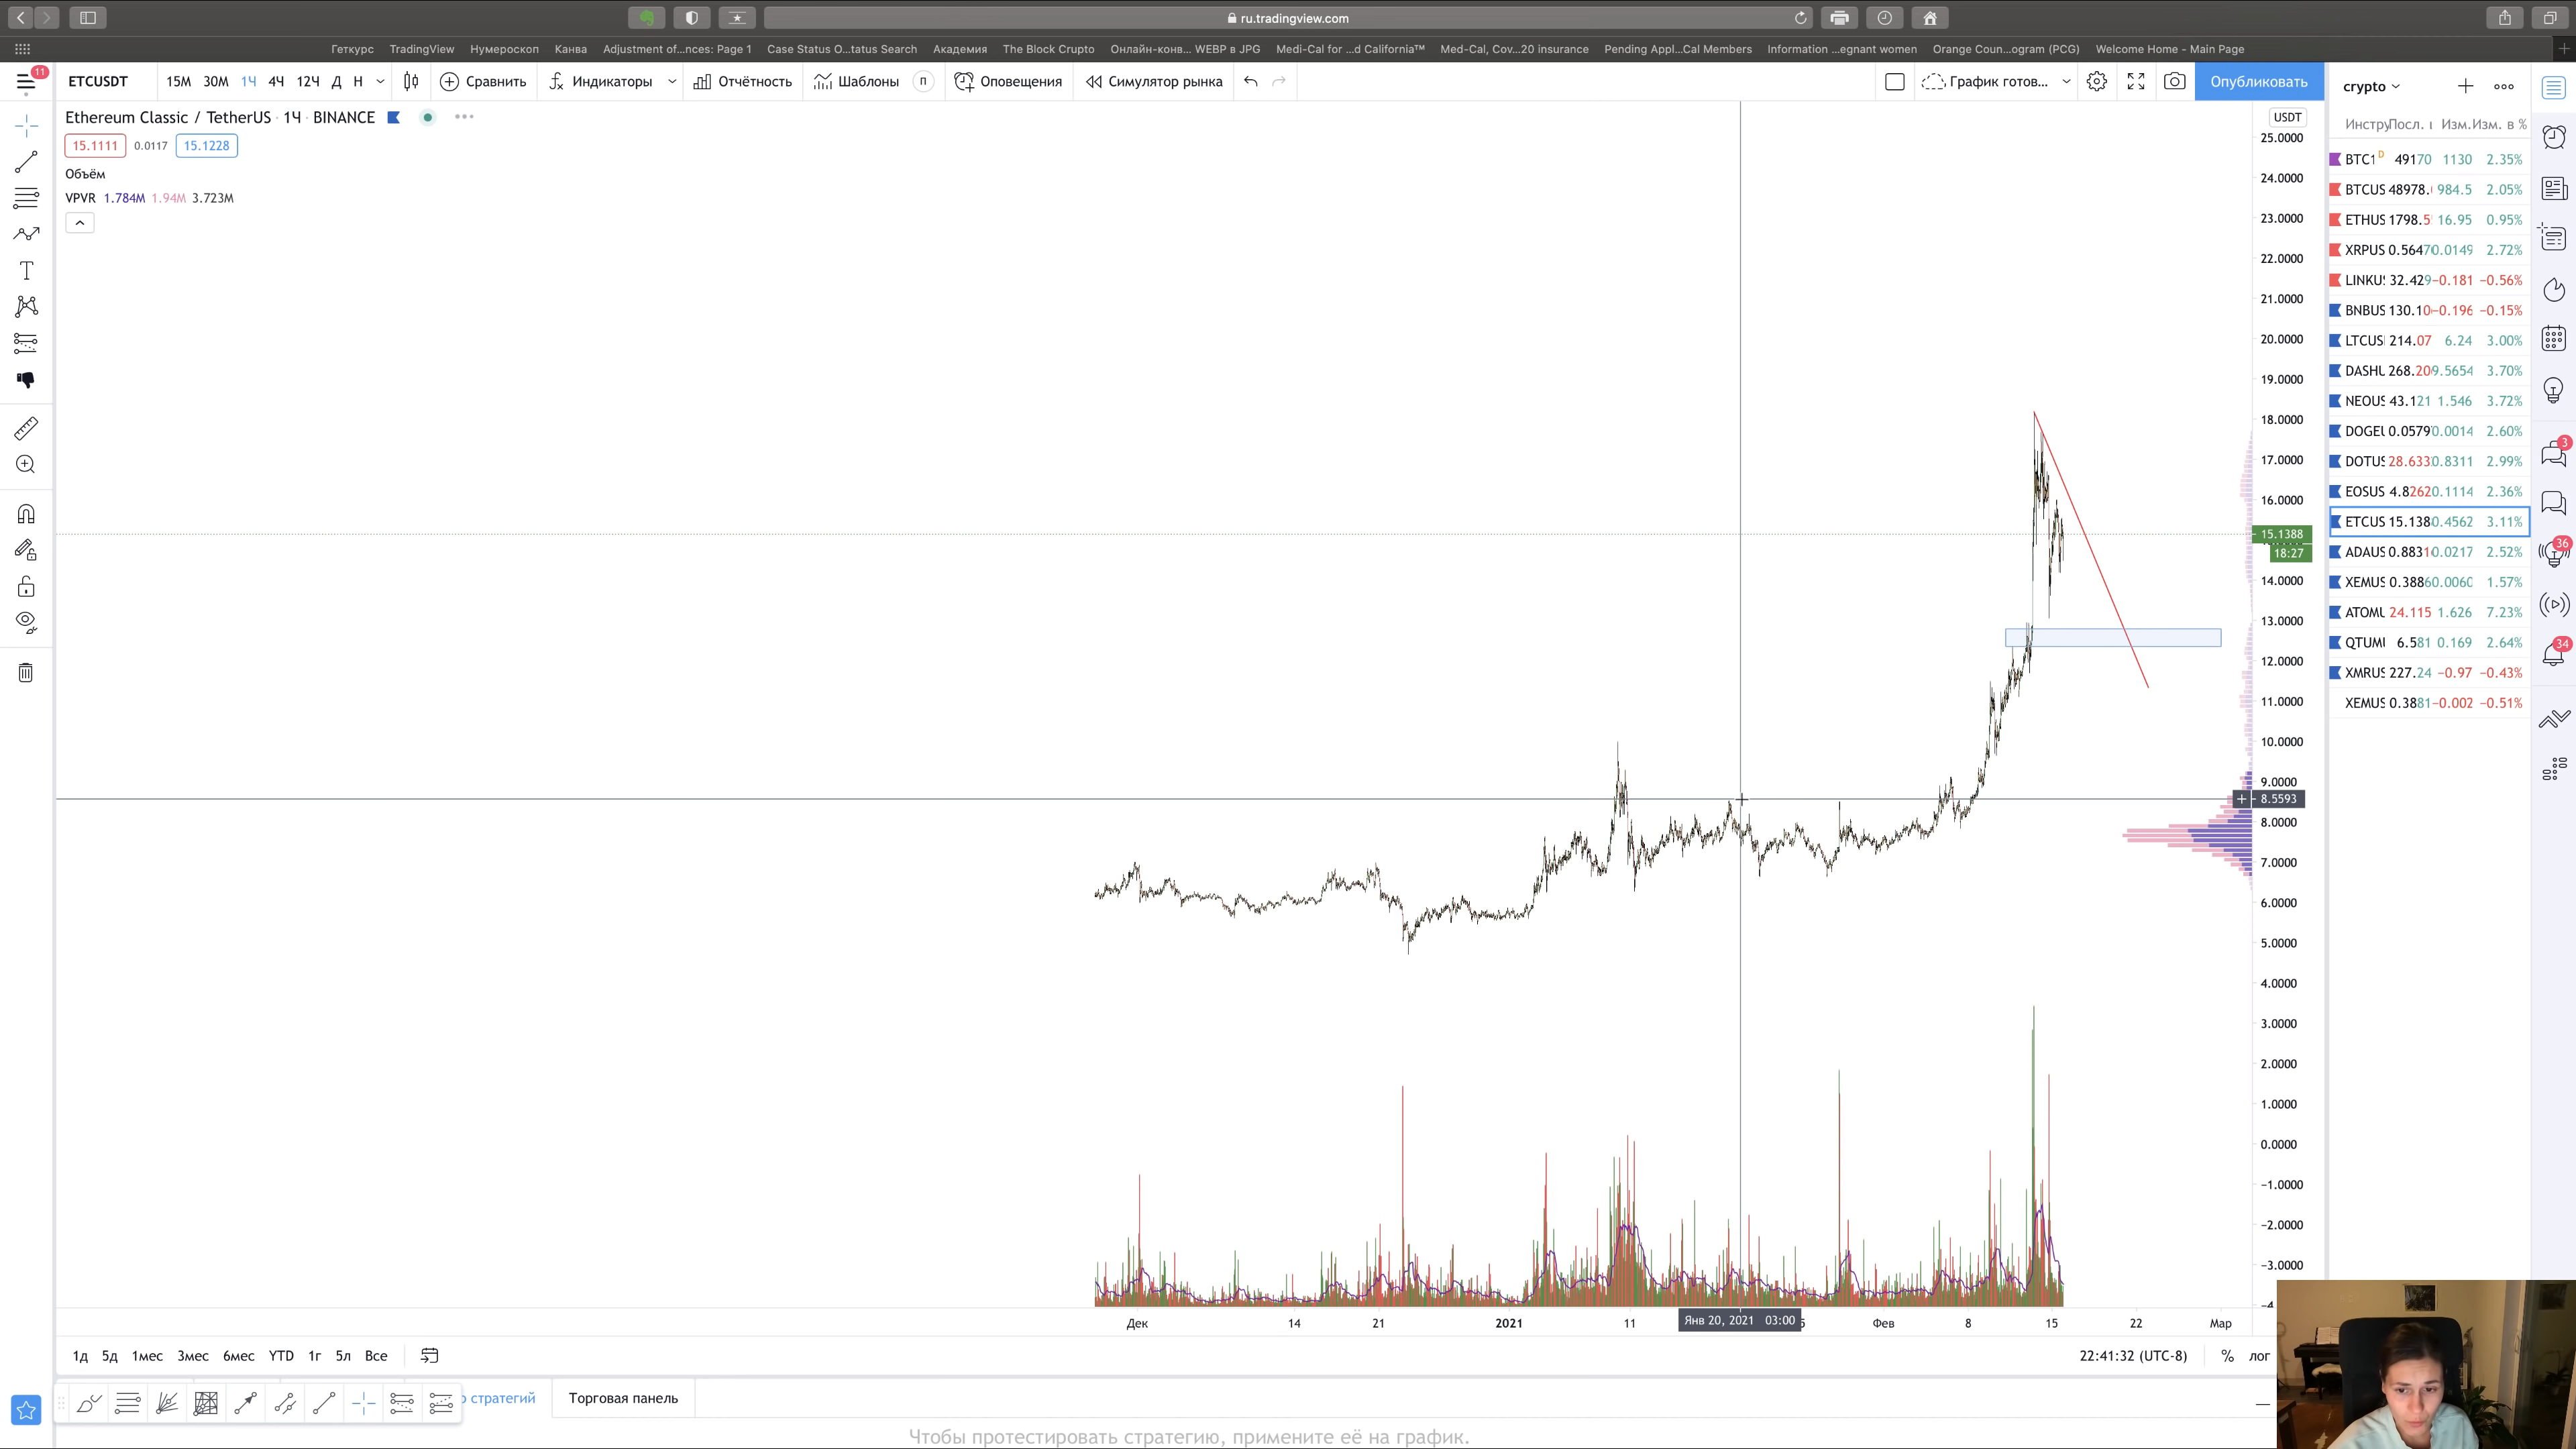 ru.tradingview.com
Геткурс TradingView Нумероскоп Канва Adjustment of...nces: Page 1 Case Status O...tatus Search Академия The Block Crypto Онлайн-конв... WEBP в JPG Medi-Cal for ...d California™ Med-Cal, Cov...20 insurance Pending Appl...Cal Members Information ...egnant women Orange Coun...ogram (PCG) Welcome Home - Main Page
11 ETCUSDT 15М 30М 1Ч 4Ч 12Ч Д Н Сравнить Индикаторы Отчётность Шаблоны П Оповещения Симулятор рынка График готов... Опубликовать crypto
Ethereum Classic / TetherUS · 1Ч · BINANCE
15.1111 0.0117 15.1228
Объём
VPVR 1.784M 1.94M 3.723M
USDT
25.0000
24.0000
23.0000
22.0000
21.0000
20.0000
19.0000
18.0000
17.0000
16.0000
15.1388
18:27
14.0000
13.0000
12.0000
11.0000
10.0000
9.0000
8.5593
8.0000
7.0000
6.0000
5.0000
4.0000
3.0000
2.0000
1.0000
0.0000
−1.0000
−2.0000
−3.0000
−4
Изм. Изм. в %
BTC1 D 49170 1130 2.35%
BTCUS 48978. 984.5 2.05%
ETHUS 1798.5 16.95 0.95%
XRPUS 0.5647 0.0149 2.72%
LINKUS 32.429 −0.181 −0.56%
BNBUS 130.10 −0.196 −0.15%
LTCUS 214.07 6.24 3.00%
DASHU 268.20 9.5654 3.70%
NEOUS 43.121 1.546 3.72%
DOGEU 0.0579 0.0014 2.60%
DOTUS 28.633 0.8311 2.99%
EOSUS 4.8262 0.1114 2.36%
ETCUS 15.138 0.4562 3.11%
ADAUS 0.8831 0.0217 2.52%
XEMUS 0.3886 0.0060 1.57%
ATOMU 24.115 1.626 7.23%
QTUMU 6.581 0.169 2.64%
XMRUS 227.24 −0.97 −0.43%
XEMUS 0.3881 −0.002 −0.51%
3
36
34
Дек 14 21 2021 11 Янв 20, 2021 03:00 Фев 8 15 22 Мар
1д 5д 1мес 3мес 6мес YTD 1г 5л Все 22:41:32 (UTC-8) % лог
стратегий Торговая панель
Чтобы протестировать стратегию, примените её на график.